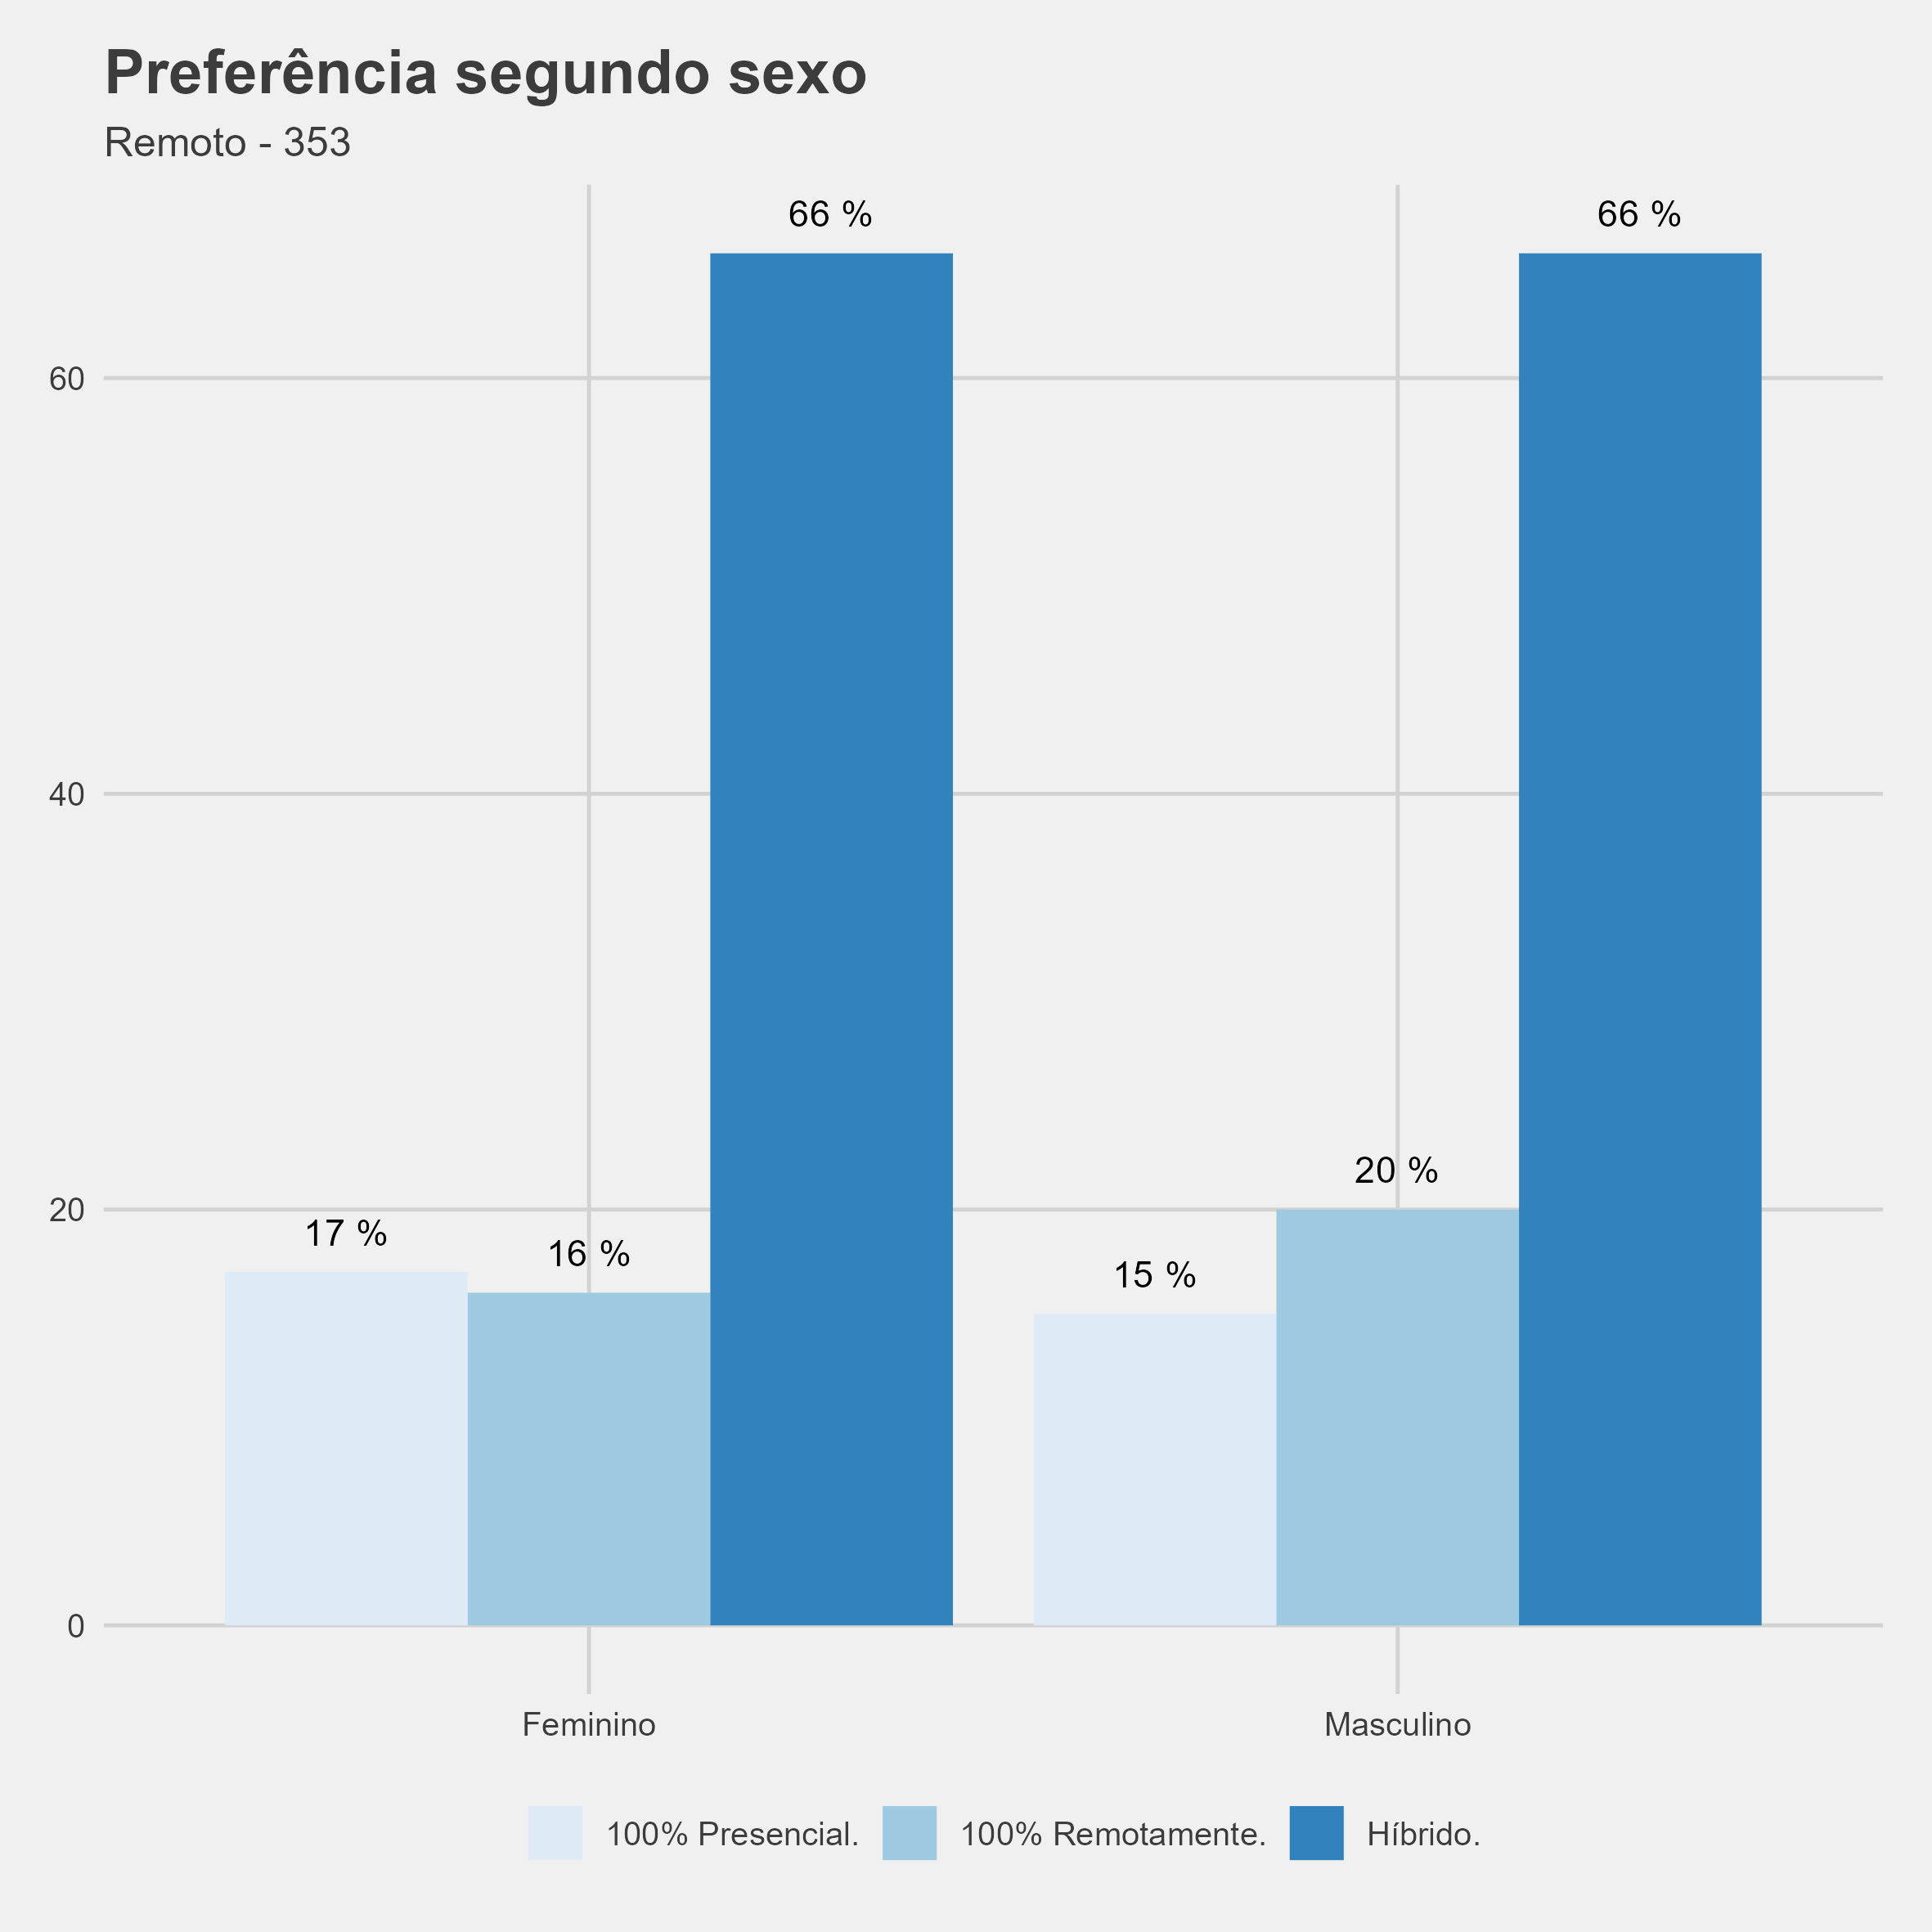 Preferência segundo sexo
Remoto - 353
66 %
66 %
60
40
20 %
20
17 %
16 %
15 %
0
Feminino
Masculino
100% Presencial.
100% Remotamente.
Híbrido.